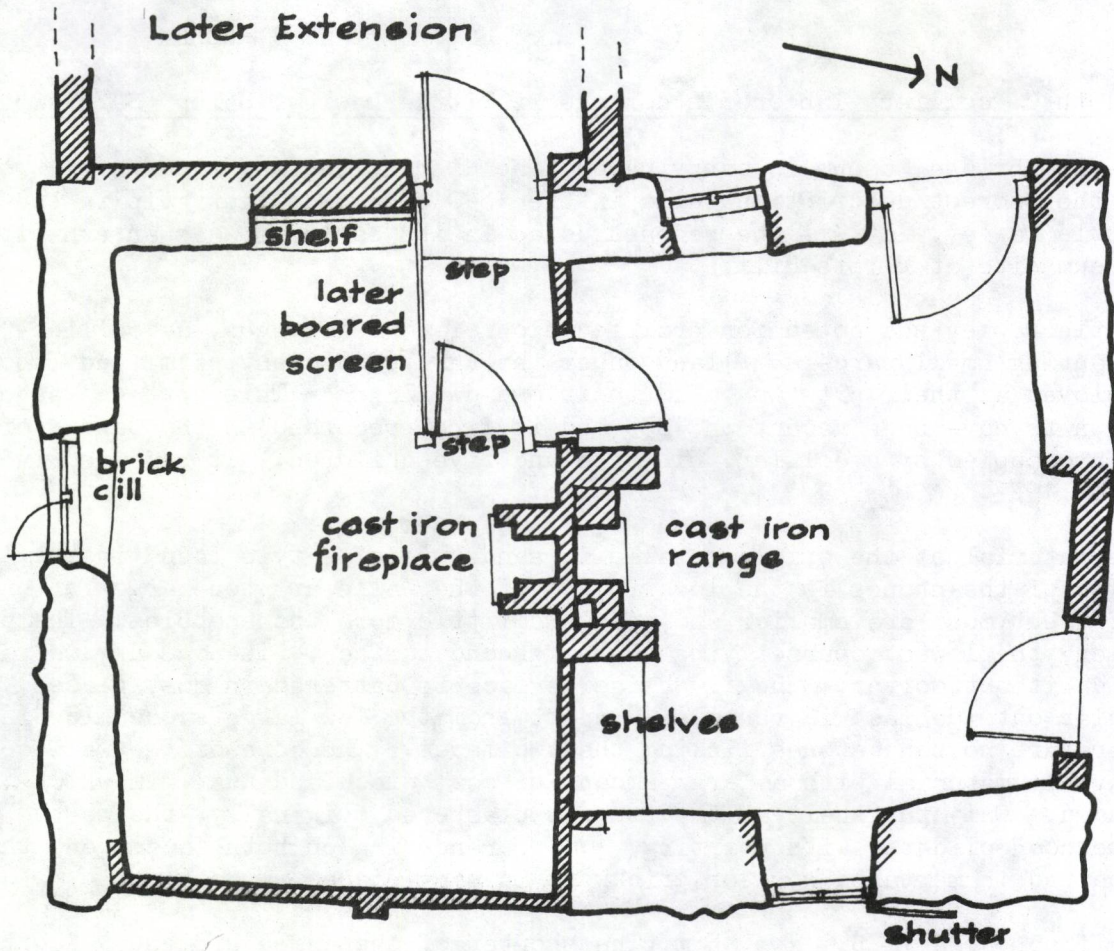 Later Extension
N
shelf
step
later
boared
screen
step
brick
cill
cast iron
fireplace
cast iron
range
shelves
shutter